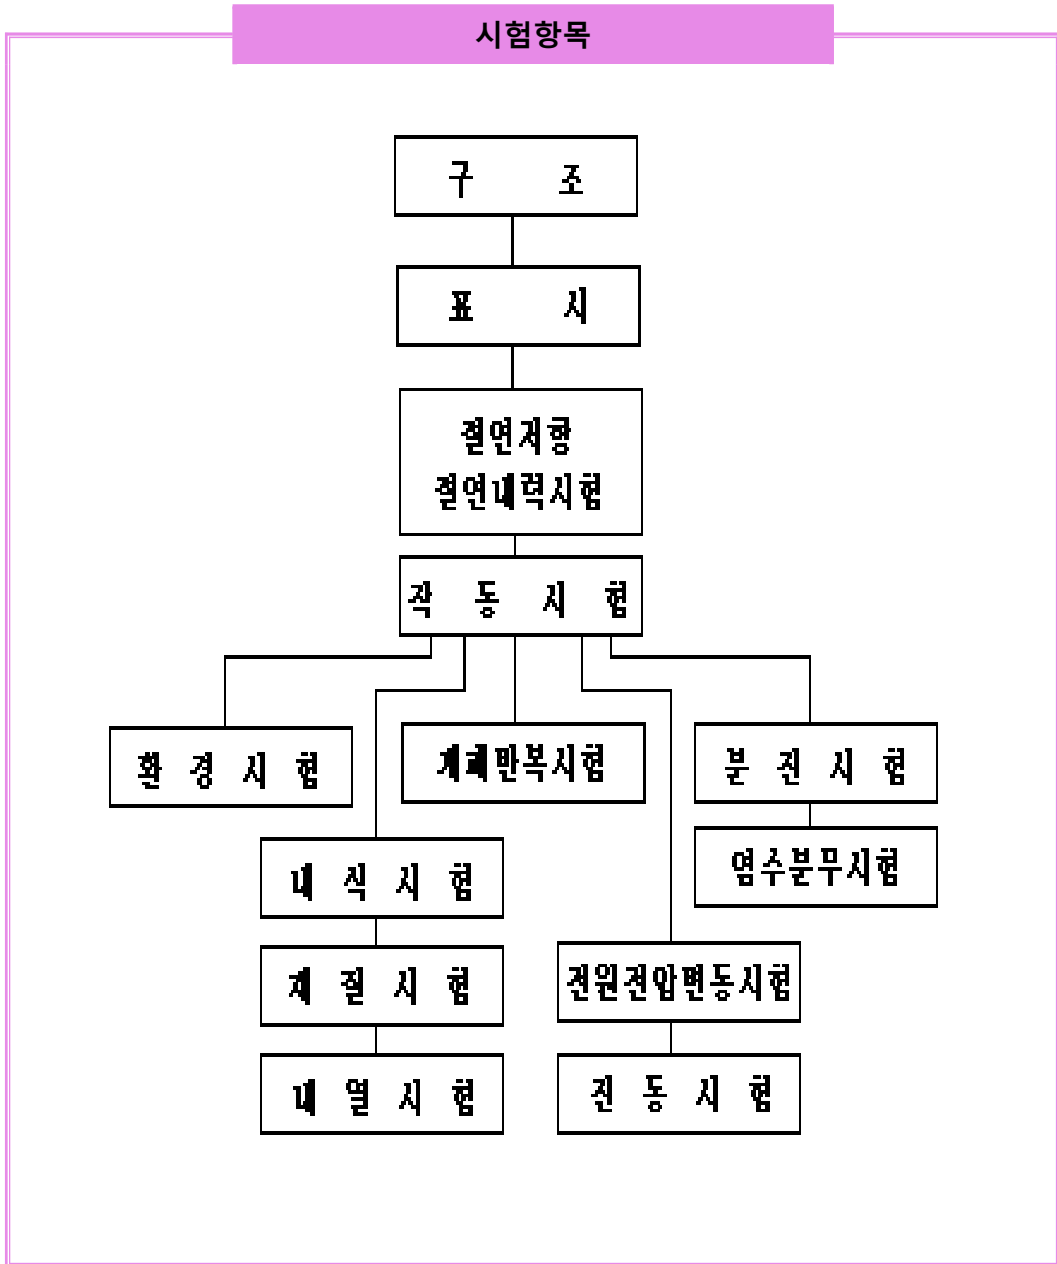 시험항목
구 조
표 시
절연저항
절연내력시험
작 동 시 험
환 경 시 험
개폐반복시험
분 진 시 험
염수분무시험
내 식 시 험
재 질 시 험
내 열 시 험
전원전압변동시험
진 동 시 험